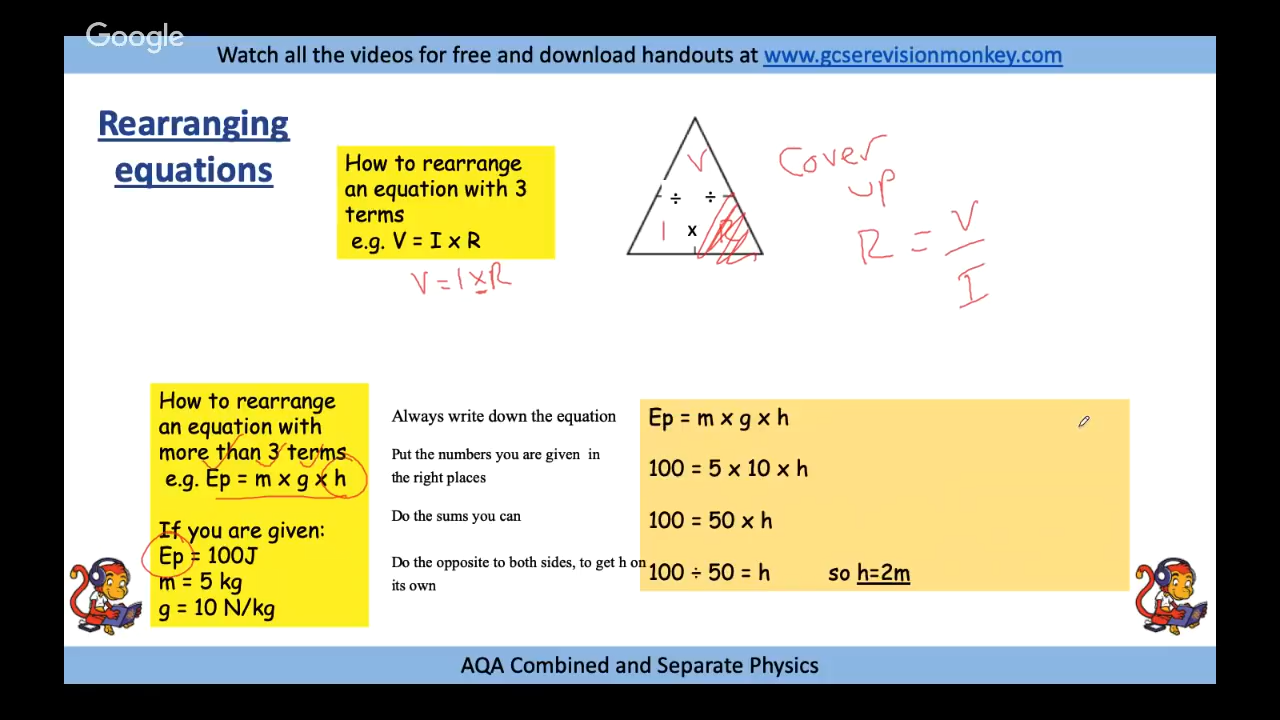 Google
Watch all the videos for free and download handouts at www.gcserevisionmonkey.com
Rearranging
equations
How to rearrange
an equation with 3
terms
e.g. V = I x R
V = I x R
V
÷ ÷
I x R
Cover
up
R = V
I
How to rearrange
an equation with
more than 3 terms
e.g. Ep = m x g x h
If you are given:
Ep = 100J
m = 5 kg
g = 10 N/kg
Always write down the equation
Put the numbers you are given in
the right places
Do the sums you can
Do the opposite to both sides, to get h on
its own
Ep = m x g x h
100 = 5 x 10 x h
100 = 50 x h
100 ÷ 50 = h so h=2m
AQA Combined and Separate Physics